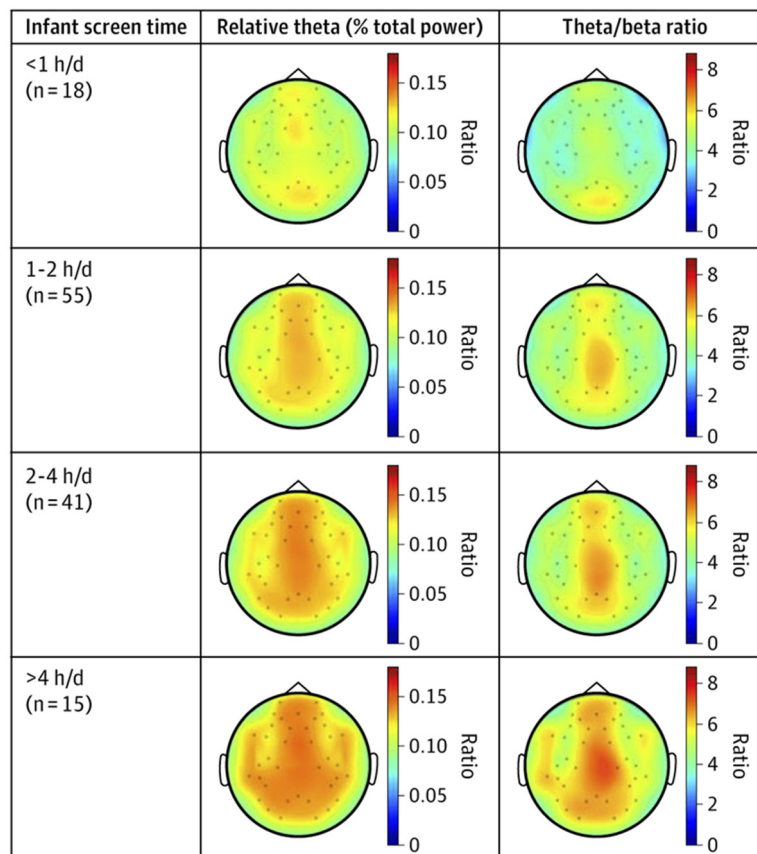 Infant screen time Relative theta (% total power) Theta/beta ratio
<1 h/d
(n = 18)
0.15
0.10
0.05
0
Ratio
8
6
4
2
0
Ratio
1-2 h/d
(n = 55)
0.15
0.10
0.05
0
Ratio
8
6
4
2
0
Ratio
2-4 h/d
(n = 41)
0.15
0.10
0.05
0
Ratio
8
6
4
2
0
Ratio
>4 h/d
(n = 15)
0.15
0.10
0.05
0
Ratio
8
6
4
2
0
Ratio